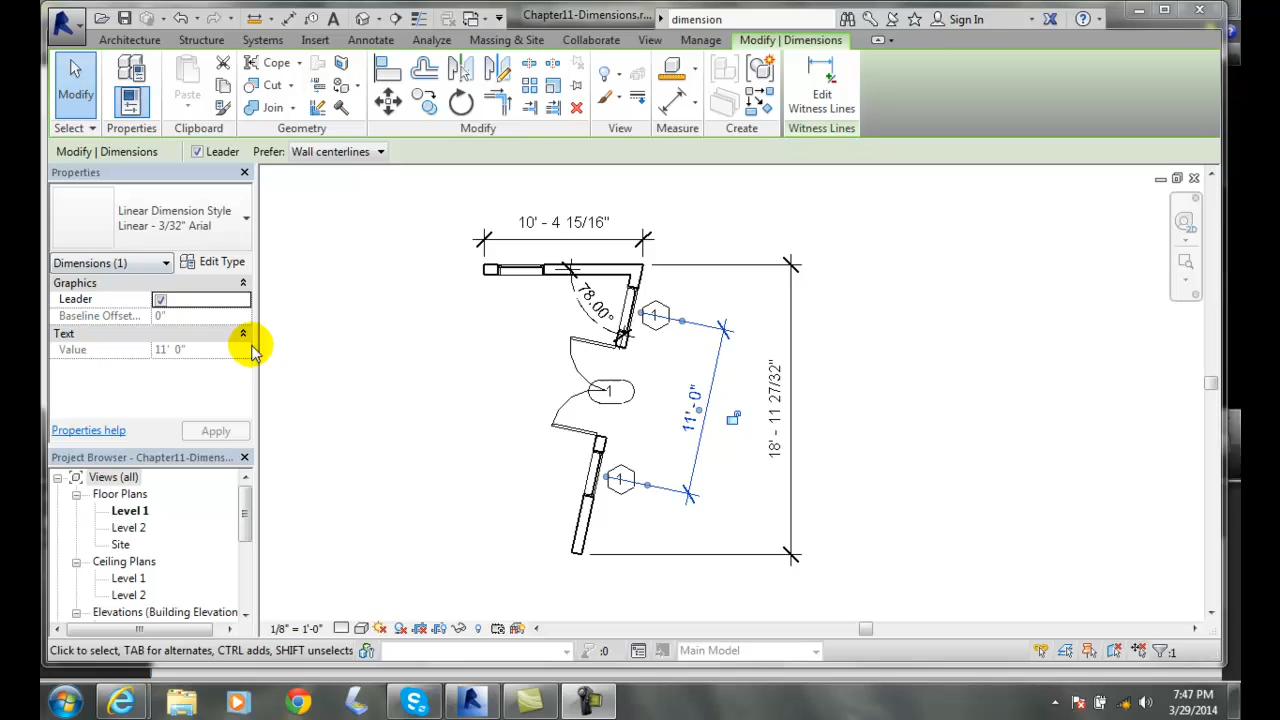 Chapter11-Dimensions.r...
dimension
Sign In
Architecture
Structure
Systems
Insert
Annotate
Analyze
Massing & Site
Collaborate
View
Manage
Modify | Dimensions
Modify
Paste
Cope
Cut
Join
Edit
Witness Lines
Select
Properties
Clipboard
Geometry
Modify
View
Measure
Create
Witness Lines
Modify | Dimensions
Leader
Prefer:
Wall centerlines
Properties
Linear Dimension Style
Linear - 3/32" Arial
Dimensions (1)
Edit Type
Graphics
Leader
Baseline Offset...
0"
Text
Value
11' 0"
Properties help
Apply
Project Browser - Chapter11-Dimens...
Views (all)
Floor Plans
Level 1
Level 2
Site
Ceiling Plans
Level 1
Level 2
Elevations (Building Elevation
10' - 4 15/16"
78.00°
1
1
1
11' - 0"
18' - 11 27/32"
2D
1/8" = 1'-0"
Click to select, TAB for alternates, CTRL adds, SHIFT unselects
:0
Main Model
:1
7:47 PM
3/29/2014